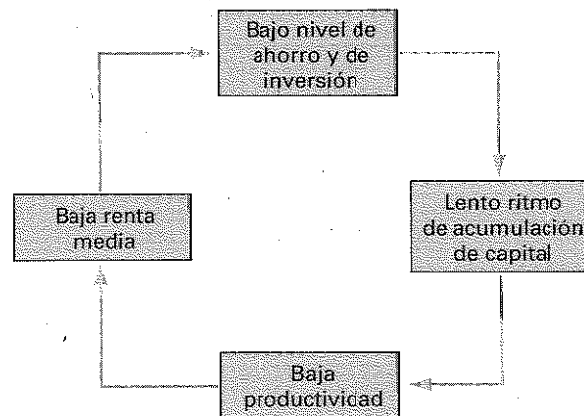 Bajo nivel de
ahorro y de
inversión
Baja renta
media
Lento ritmo
de acumulación
de capital
Baja
productividad